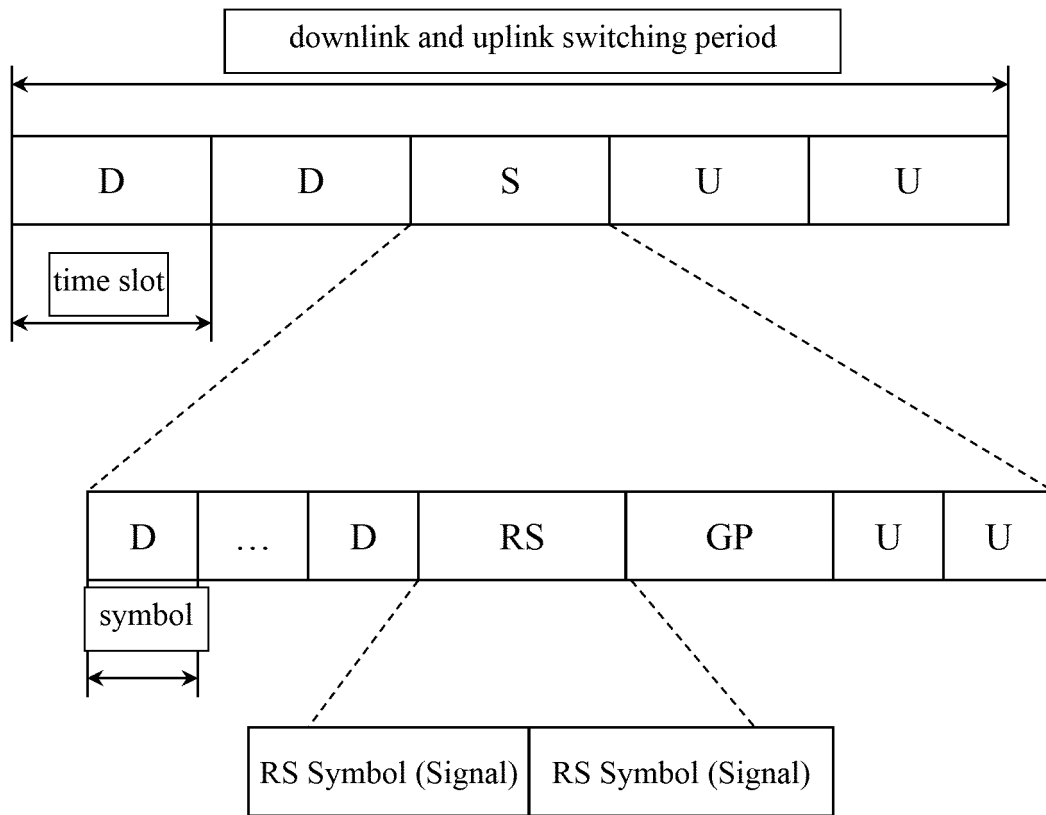 downlink and uplink switching period
D D S U U
time slot
D … D RS GP U U
symbol
RS Symbol (Signal) RS Symbol (Signal)